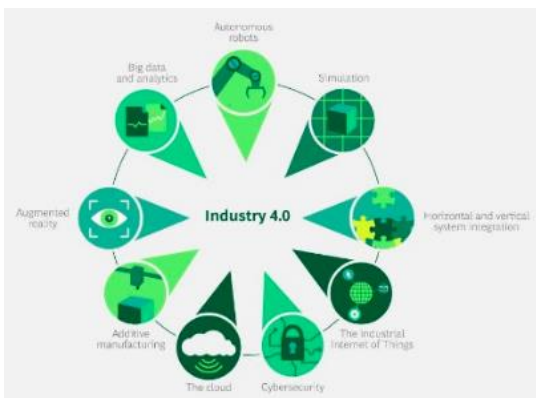 Autonomous
robots
Big data
and analytics
Simulation
Augmented
reality
Industry 4.0
Horizontal and vertical
system integration
Additive
manufacturing
The Industrial
Internet of Things
The cloud
Cybersecurity